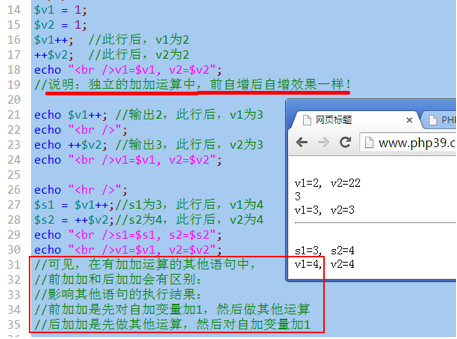 14 $v1 = 1;
15 $v2 = 1;
16 $v1++; //此行后，v1为2
17 ++$v2; //此行后，v2为2
18 echo "<br />v1=$v1, v2=$v2";
19 //说明：独立的加加运算中，前自增后自增效果一样！
20
21 echo $v1++; //输出2，此行后，v1为3
22 echo "<br />";
23 echo ++$v2; //输出3，此行后，v2为3
24 echo "<br />v1=$v1, v2=$v2";
25
26 echo "<hr />";
27 $s1 = $v1++;//s1为3，此行后，v1为4
28 $s2 = ++$v2;//s2为4，此行后，v2为4
29 echo "<br />s1=$s1, s2=$s2";
30 echo "<br />v1=$v1, v2=$v2";
31 //可见，在有加加运算的其他语句中，
32 //前加加和后加加会有区别：
33 //影响其他语句的执行结果：
34 //前加加是先对自加变量加1，然后做其他运算
35 //后加加是先做其他运算，然后对自加变量加1
网页标题
PH
www.php39.c
v1=2, v2=22
3
v1=3, v2=3
s1=3, s2=4
v1=4, v2=4